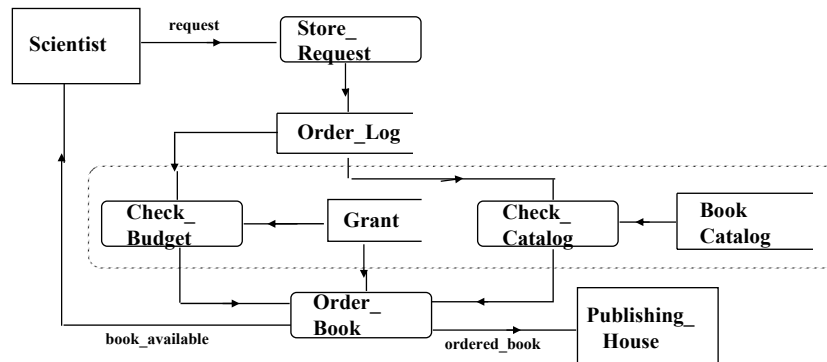 request
Scientist
Store_
Request
Order_Log
Check_
Budget
Grant
Check_
Catalog
Book
Catalog
Order_
Book
Publishing_
House
book_available
ordered_book